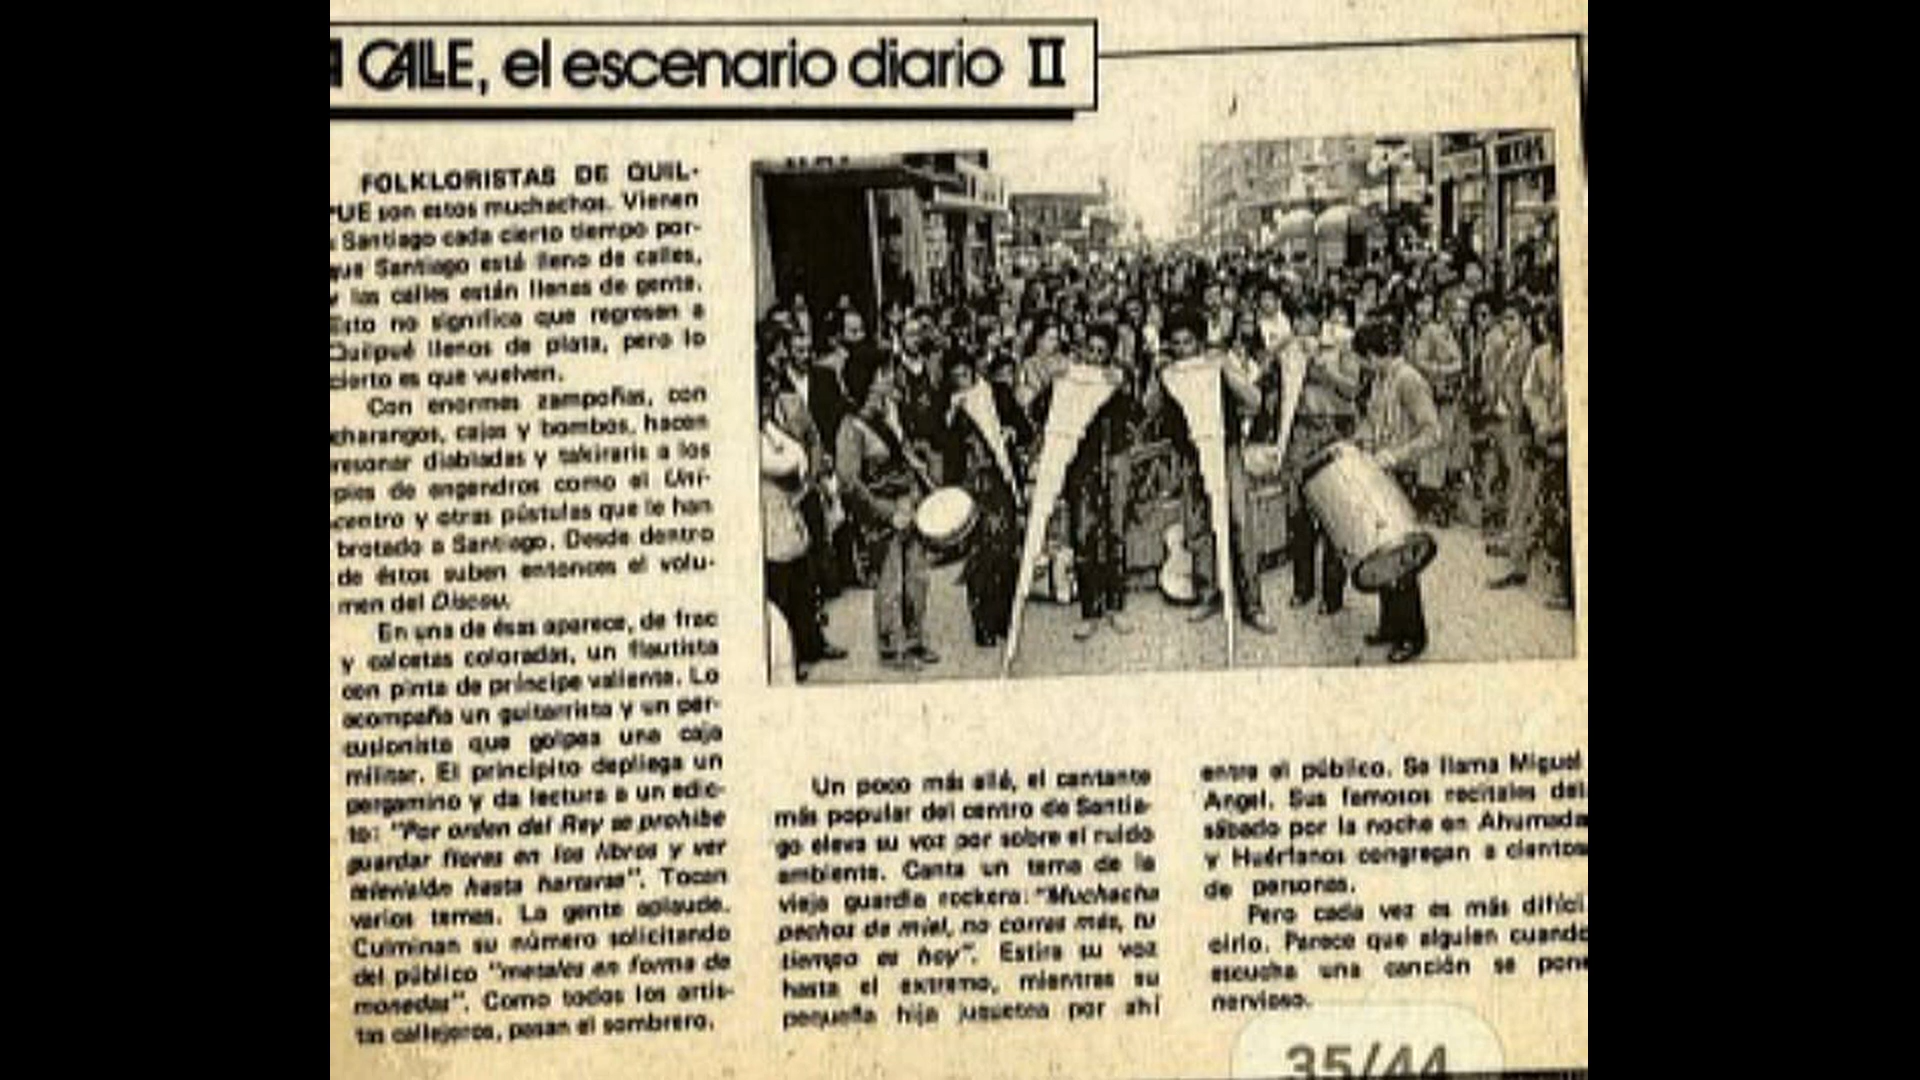 A CALLE, el escenario diario II
FOLKLORISTAS DE QUIL-
PUE son estos muchachos. Vienen
a Santiago cada cierto tiempo por-
que Santiago está lleno de calles,
y las calles están llenas de gente.
Esto no significa que regresen a
Quilpué llenos de plata, pero lo
cierto es que vuelven.
Con enormes zampoñas, con
charangos, cajas y bombos, hacen
resonar diabladas y takiraris a los
pies de engendros como el Uni-
centro y otras pústulas que le han
brotado a Santiago. Desde dentro
de éstos suben entonces el volu-
men del
En una de ésas aparece, de frac
y calcetas coloradas, un flautista
con pinta de príncipe valiente. Lo
acompaña un guitarrista y un per-
cusionista que golpea una caja
militar. El principito depliega un
pergamino y da lectura a un edic-
to: "Por orden del Rey se prohibe
guardar flores en los libros y ver
televisión hasta hartarse". Tocan
varios temas. La gente aplaude.
Culminan su número solicitando
del público "metales en forma de
monedas". Como todos los artis-
tas callejeros, pasan el sombrero.
Un poco más allá, el cantante
más popular del centro de Santia-
go eleva su voz por sobre el ruido
ambiente. Canta un tema de la
vieja guardia rockera: "Muchacha
pechos de miel, no corras más, tu
tiempo es hoy". Estira su voz
hasta el extremo, mientras su
pequeña hija juguetea por ahí
entre el público. Se llama Miguel
Angel. Sus famosos recitales del
sábado por la noche en Ahumada
y Huérfanos congregan a cientos
de personas.
Pero cada vez es más difícil
oirlo. Parece que alguien cuando
escucha una canción se pone
nervioso.
35/44